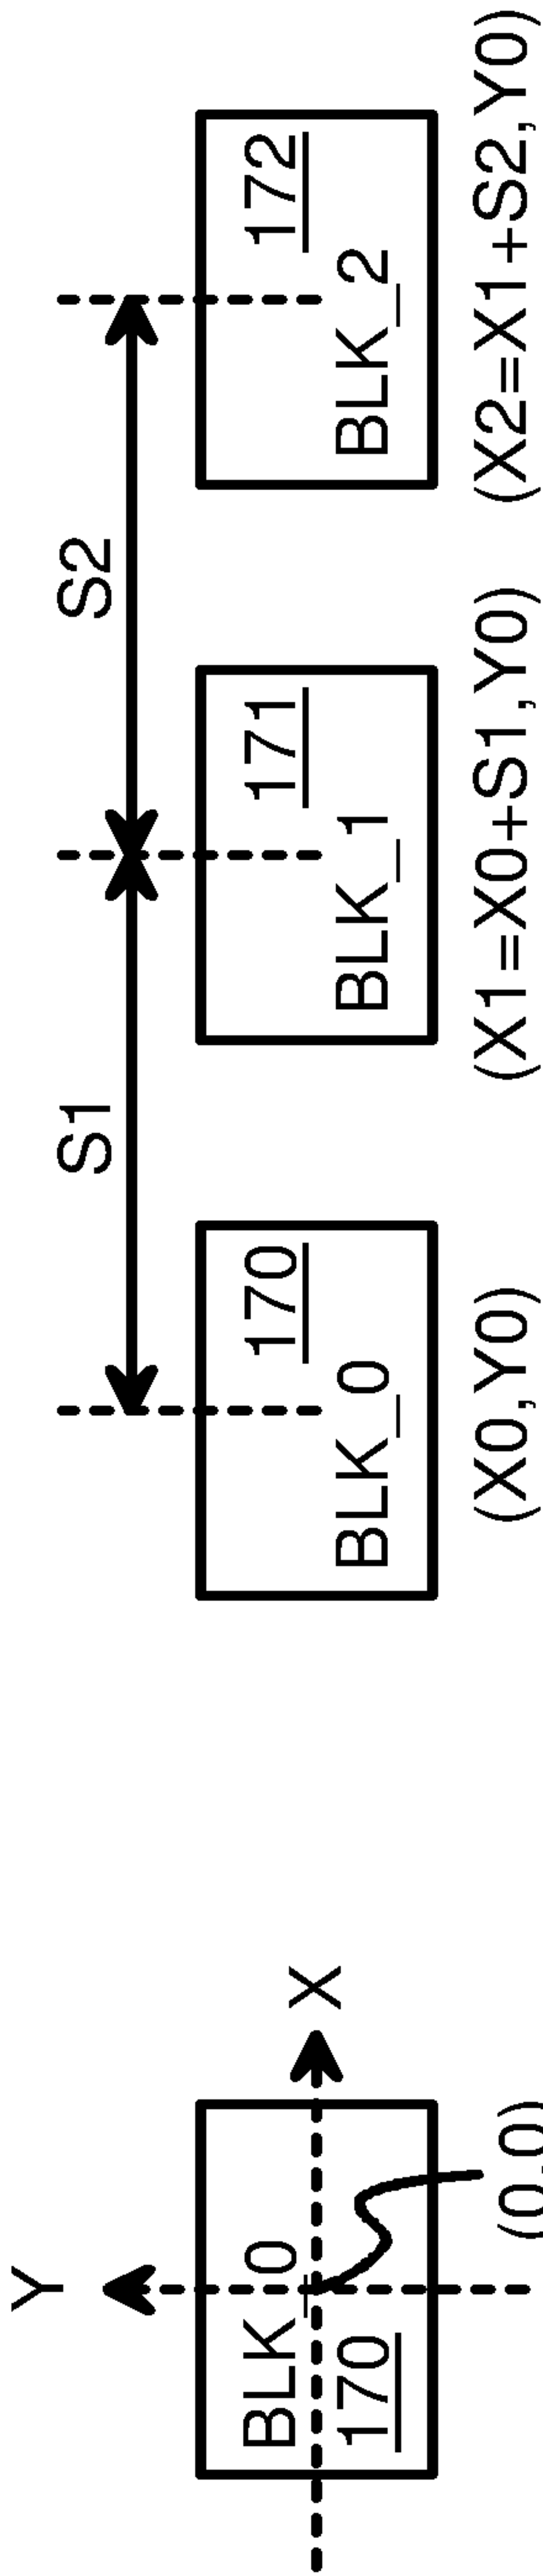 Y
BLK_0
170
X
(0,0)
S1
S2
170
BLK_0
171
BLK_1
172
BLK_2
(X0,Y0)
(X1=X0+S1,Y0)
(X2=X1+S2,Y0)